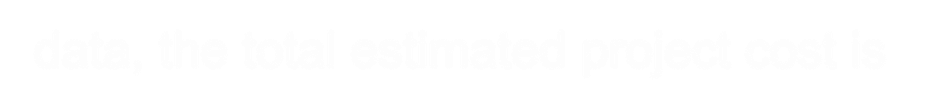 data, the total estimated project cost is